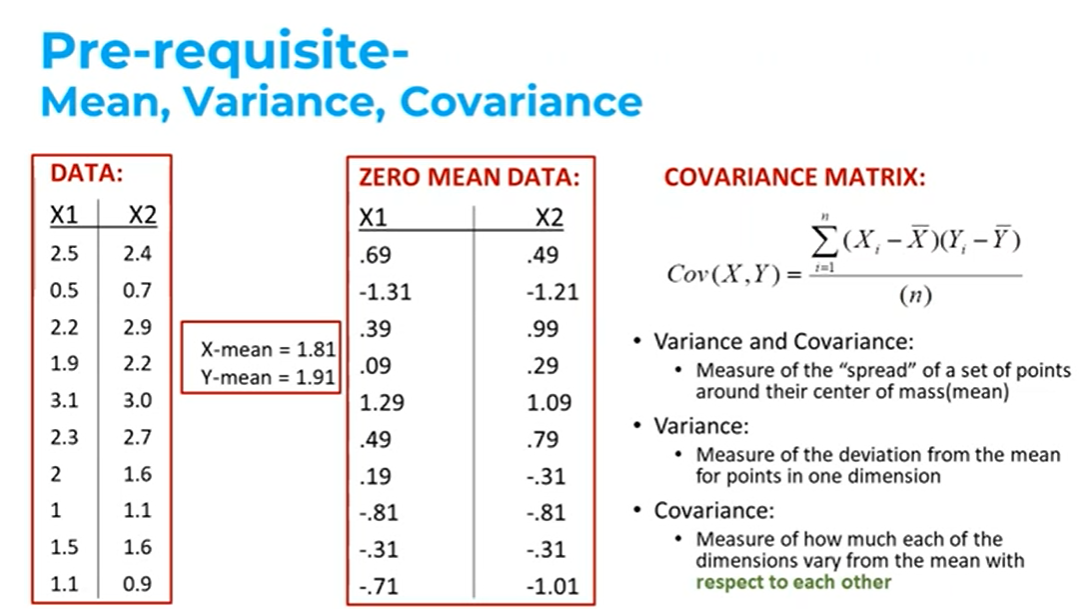 Pre-requisite-
Mean, Variance, Covariance
DATA:
X1 X2
2.5 2.4
0.5 0.7
2.2 2.9
1.9 2.2
3.1 3.0
2.3 2.7
2 1.6
1 1.1
1.5 1.6
1.1 0.9
X-mean = 1.81
Y-mean = 1.91
ZERO MEAN DATA:
X1 X2
.69 .49
-1.31 -1.21
.39 .99
.09 .29
1.29 1.09
.49 .79
.19 -.31
-.81 -.81
-.31 -.31
-.71 -1.01
COVARIANCE MATRIX:
n
∑(Xᵢ − X̅)(Yᵢ − Y̅)
i=1
Cov(X,Y) =
(n)
• Variance and Covariance:
• Measure of the “spread” of a set of points
around their center of mass(mean)
• Variance:
• Measure of the deviation from the mean
for points in one dimension
• Covariance:
• Measure of how much each of the
dimensions vary from the mean with
respect to each other